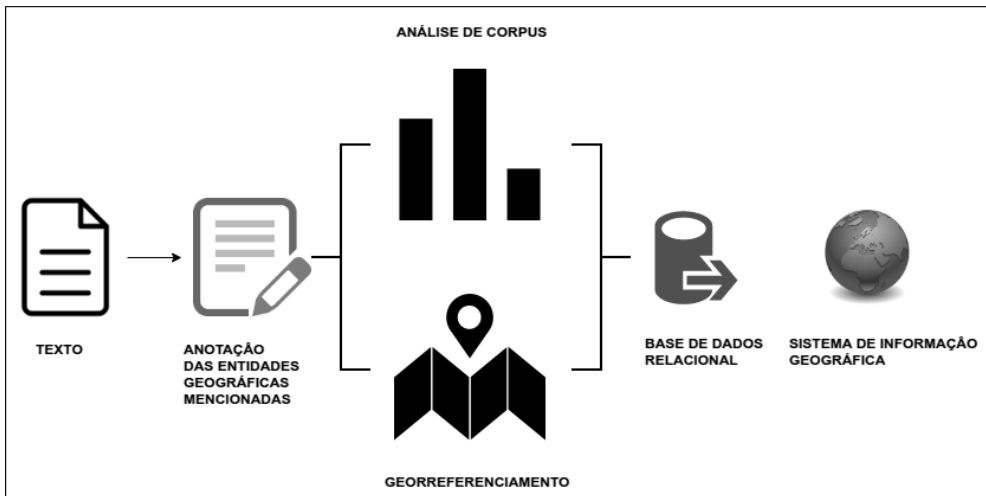 ANÁLISE DE CORPUS
TEXTO
ANOTAÇÃO
DAS ENTIDADES
GEOGRÁFICAS
MENCIONADAS
BASE DE DADOS
RELACIONAL
SISTEMA DE INFORMAÇÃO
GEOGRÁFICA
GEORREFERENCIAMENTO